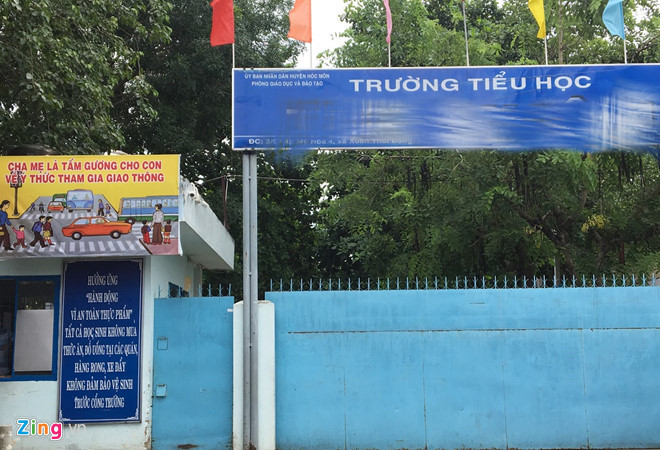 ỦY BAN NHÂN DÂN HUYỆN HÓC MÔN
PHÒNG GIÁO DỤC VÀ ĐÀO TẠO
TRƯỜNG TIỂU HỌC
ĐC:
CHA MẸ LÀ TẤM GƯƠNG CHO CON
VỀ Ý THỨC THAM GIA GIAO THÔNG
HƯỞNG ỨNG
"HÀNH ĐỘNG
VÌ AN TOÀN THỰC PHẨM"
TẤT CẢ HỌC SINH KHÔNG MUA
THỨC ĂN, ĐỒ UỐNG TẠI CÁC QUÁN,
HÀNG RONG, XE ĐẨY
KHÔNG ĐẢM BẢO VỆ SINH
TRƯỚC CỔNG TRƯỜNG
Zing.vn